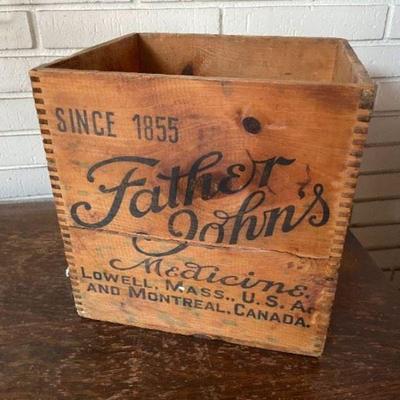 SINCE 1855
Father
John's
Medicine.
LOWELL, MASS., U.S.A.
AND MONTREAL, CANADA.